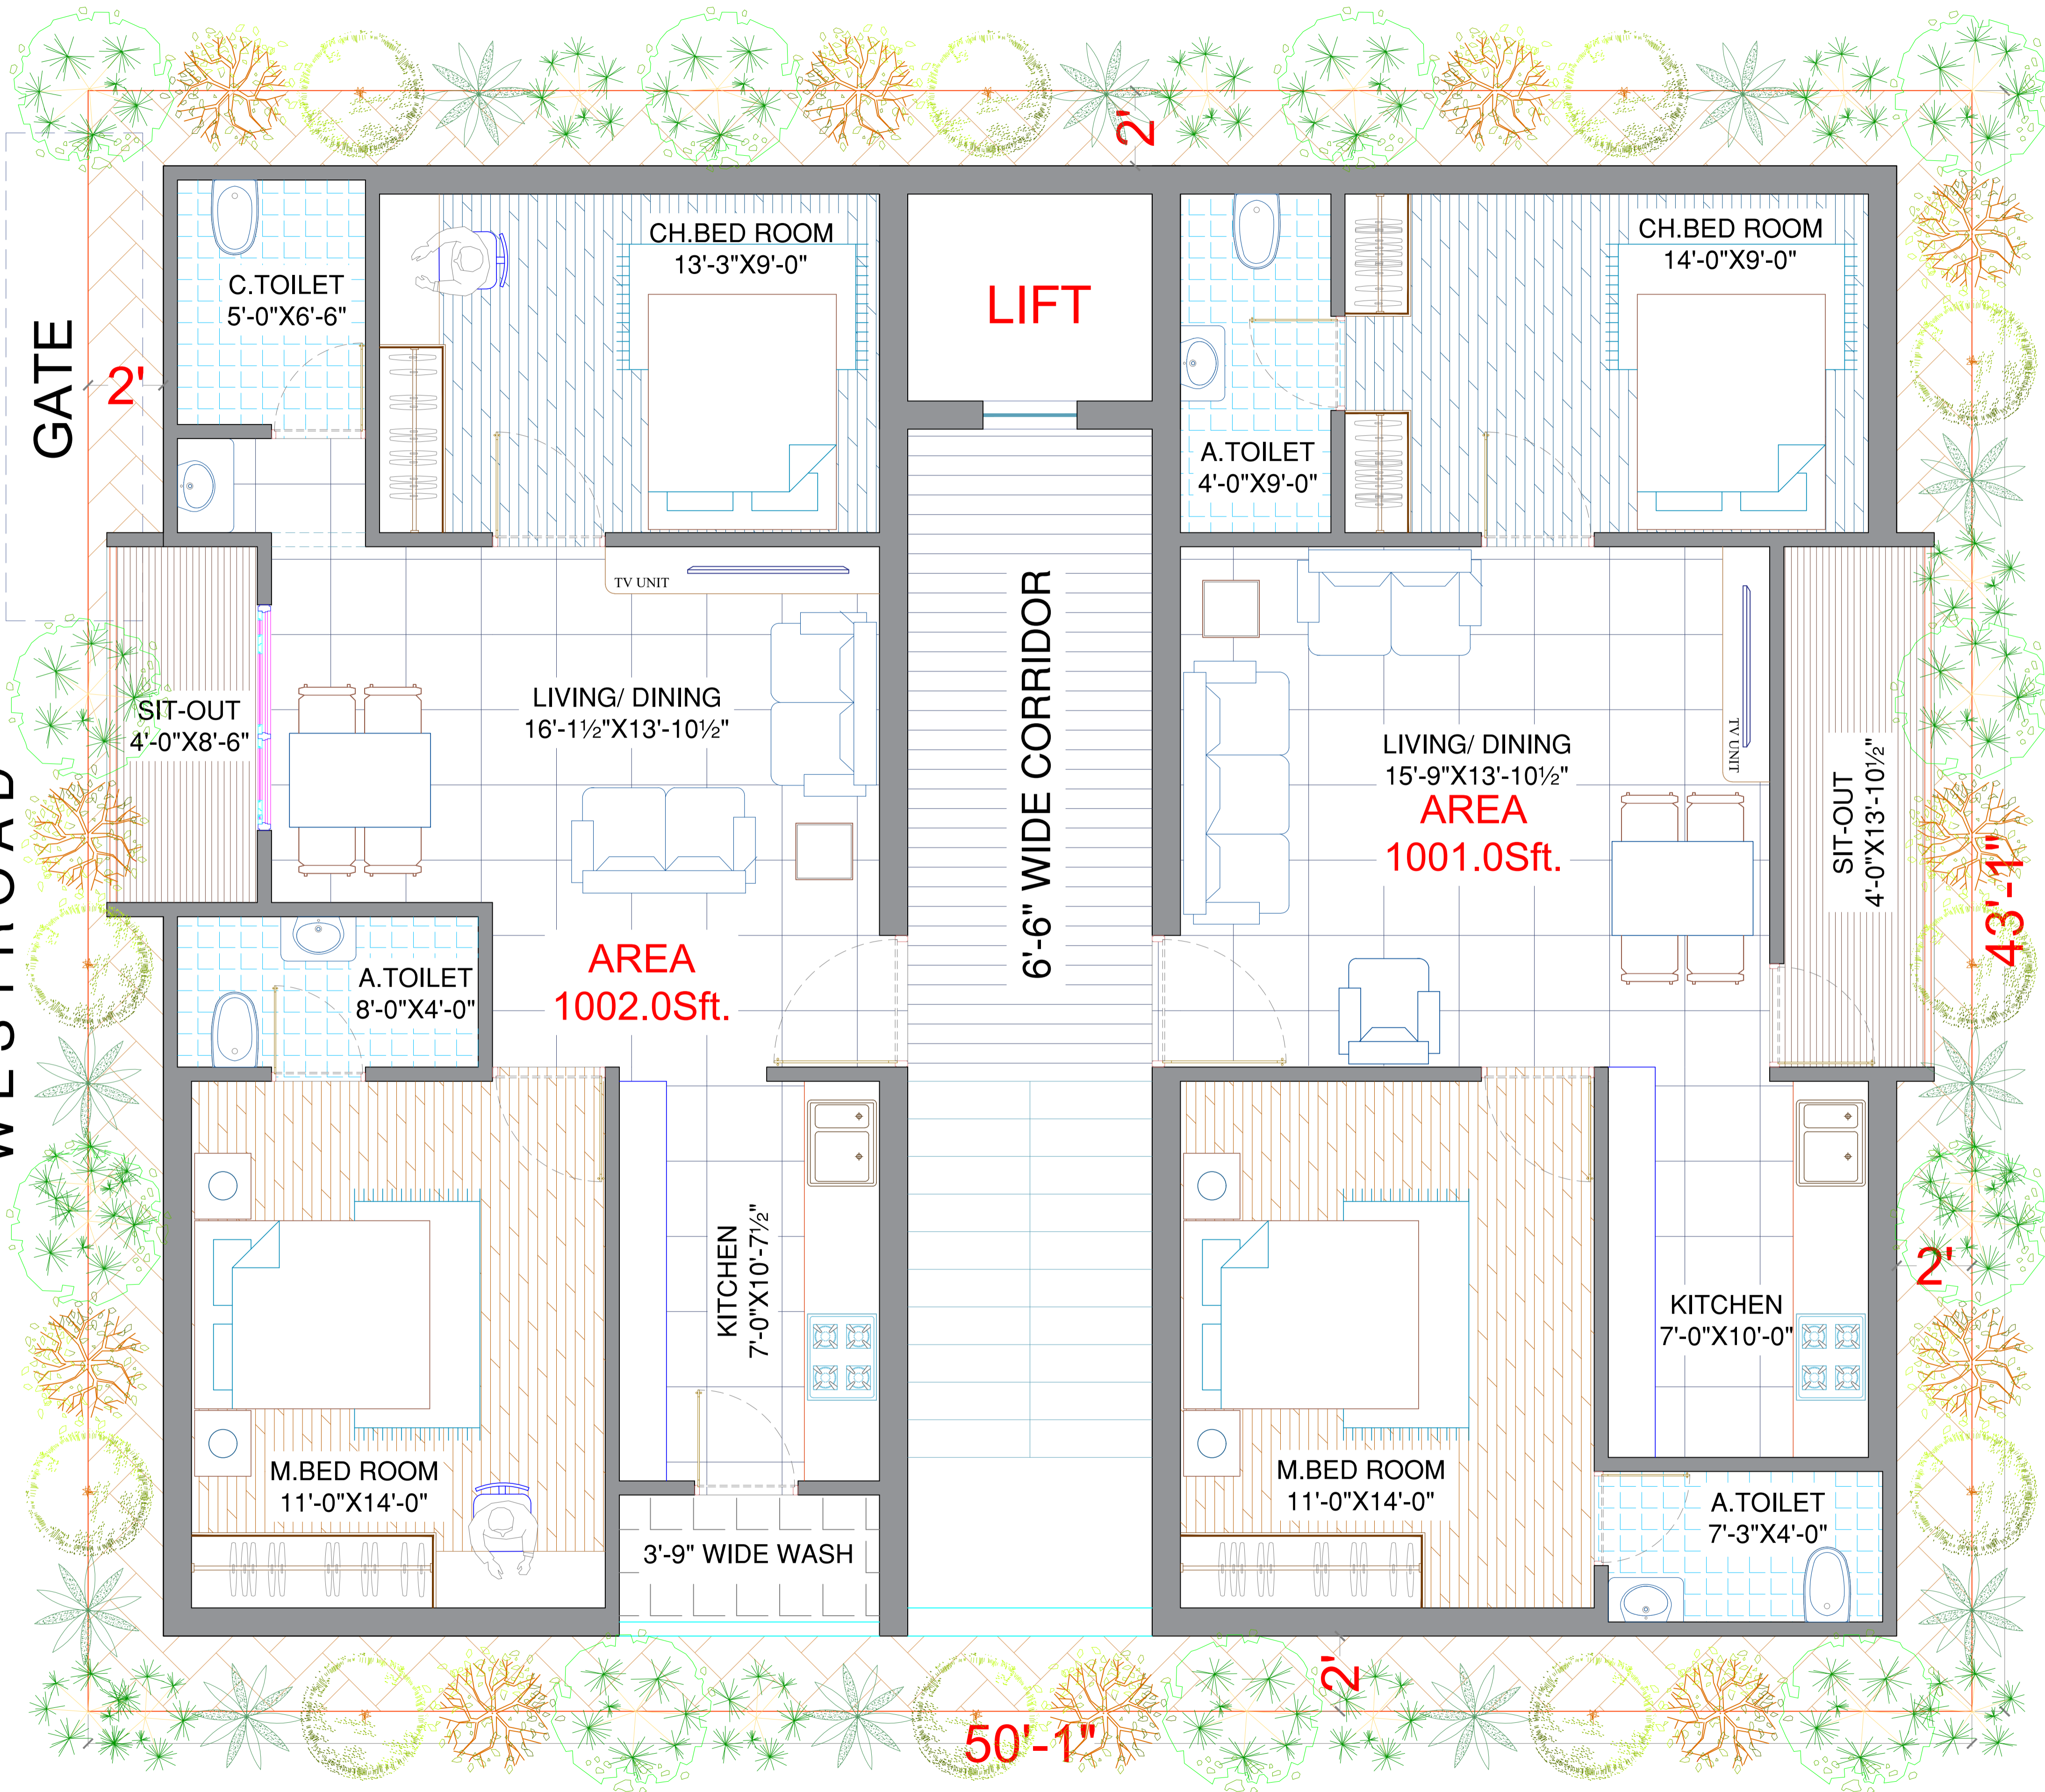 2'
CH.BED ROOM
13'-3"X9'-0"
CH.BED ROOM
14'-0"X9'-0"
C.TOILET
5'-0"X6'-6"
LIFT
GATE
2'
A.TOILET
4'-0"X9'-0"
TV UNIT
SIT-OUT
4'-0"X8'-6"
LIVING/ DINING
16'-1½"X13'-10½"
6'-6" WIDE CORRIDOR
LIVING/ DINING
15'-9"X13'-10½"
AREA
1001.0Sft.
TV UNIT
SIT-OUT
4'-0"X13'-10½"
43'-1"
WEST ROAD
A.TOILET
8'-0"X4'-0"
AREA
1002.0Sft.
KITCHEN
7'-0"X10'-7½"
2'
KITCHEN
7'-0"X10'-0"
M.BED ROOM
11'-0"X14'-0"
M.BED ROOM
11'-0"X14'-0"
A.TOILET
7'-3"X4'-0"
3'-9" WIDE WASH
2'
50'-1"